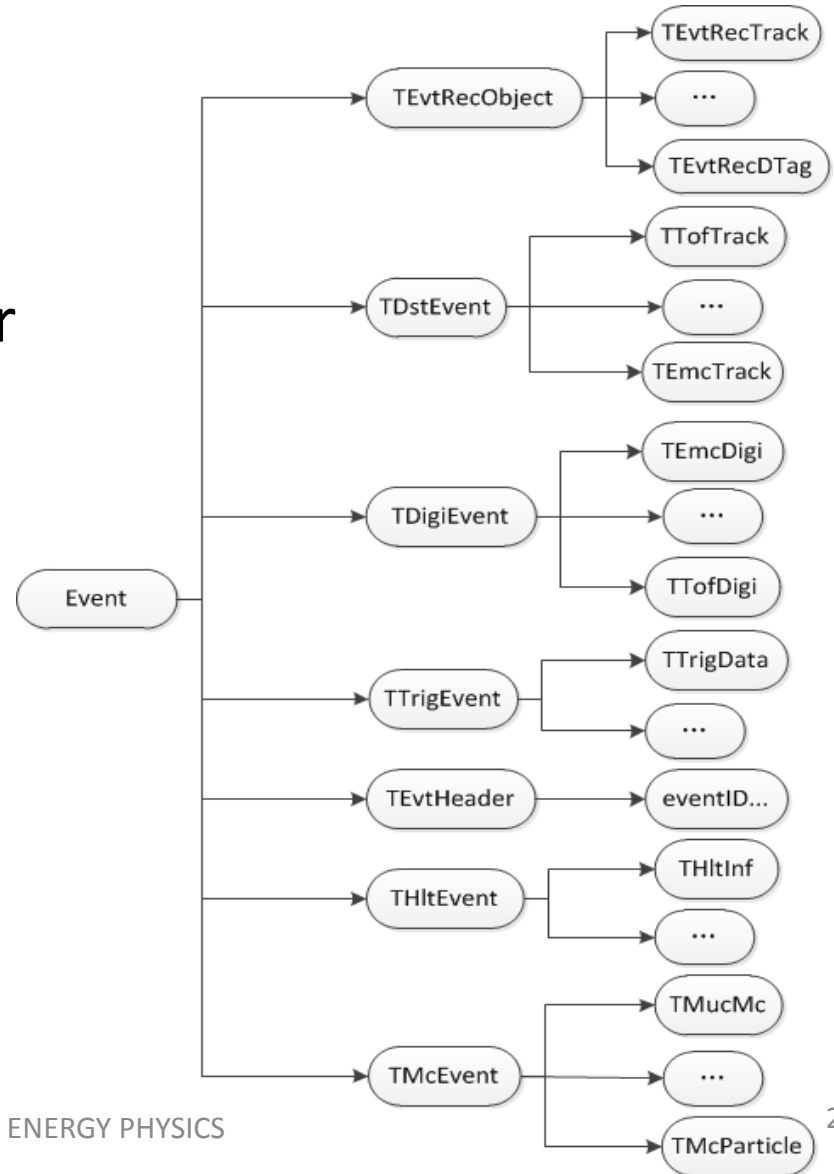 TEvtRecTrack
TEvtRecObject
...
TEvtRecDTag
TTofTrack
r
TDstEvent
...
TEmcTrack
TEmcDigi
TDigiEvent
...
TTofDigi
Event
TTrigData
TTrigEvent
...
TEvtHeader
eventID...
THltInf
THltEvent
...
TMucMc
TMcEvent
...
ENERGY PHYSICS
2
TMcParticle